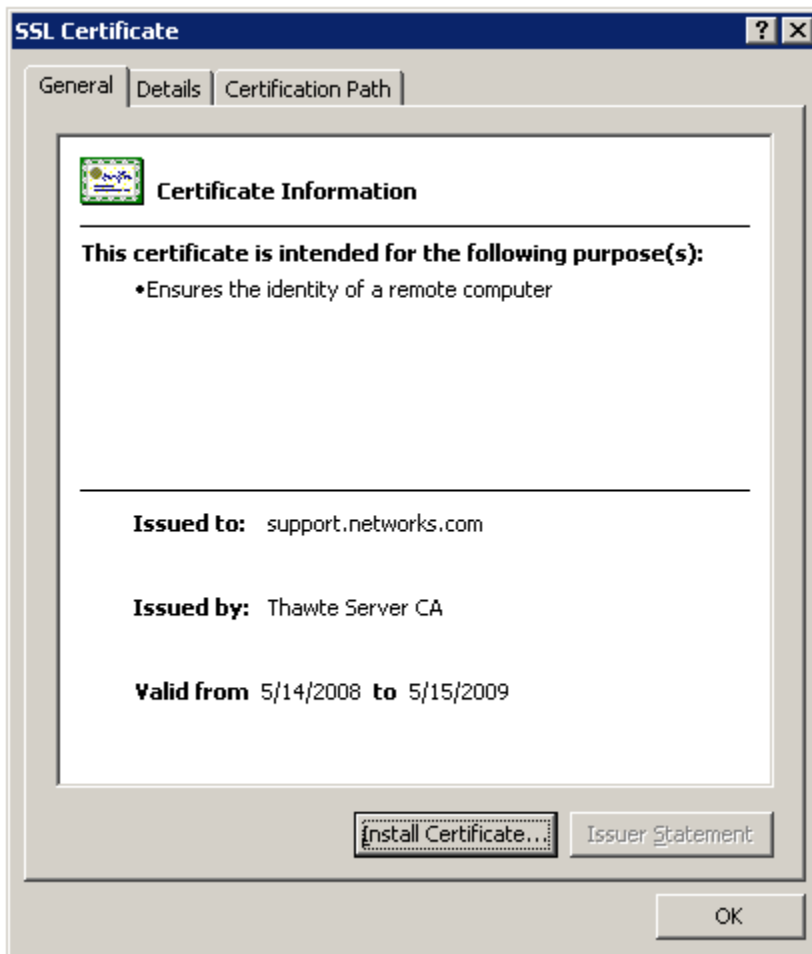 SSL Certificate
General Details Certification Path
Certificate Information
This certificate is intended for the following purpose(s):
•Ensures the identity of a remote computer
Issued to: support.networks.com
Issued by: Thawte Server CA
Valid from 5/14/2008 to 5/15/2009
Install Certificate... Issuer Statement
OK